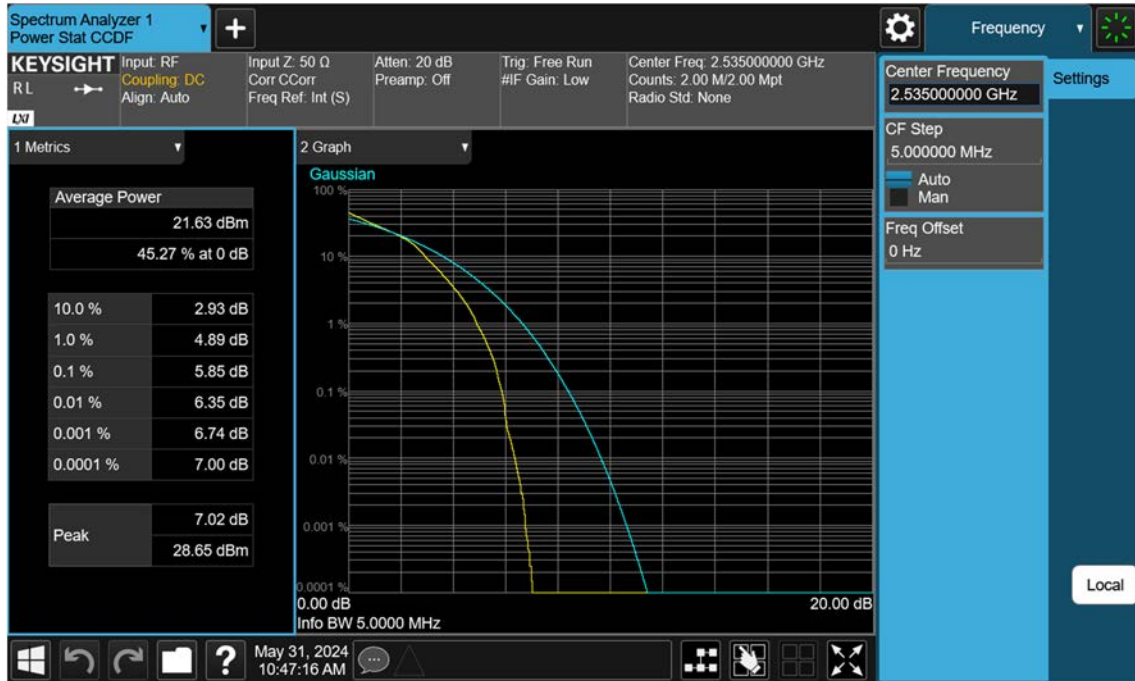 Spectrum Analyzer 1
Power Stat CCDF
Frequency
KEYSIGHT
R L
LXI
Input: RF
Coupling: DC
Align: Auto
Input Z: 50 Ω
Corr CCorr
Freq Ref: Int (S)
Atten: 20 dB
Preamp: Off
Trig: Free Run
#IF Gain: Low
Center Freq: 2.535000000 GHz
Counts: 2.00 M/2.00 Mpt
Radio Std: None
Center Frequency
2.535000000 GHz
Settings
CF Step
5.000000 MHz
Auto
Man
Freq Offset
0 Hz
1 Metrics
Average Power
21.63 dBm
45.27 % at 0 dB
10.0 % 2.93 dB
1.0 % 4.89 dB
0.1 % 5.85 dB
0.01 % 6.35 dB
0.001 % 6.74 dB
0.0001 % 7.00 dB
Peak
7.02 dB
28.65 dBm
2 Graph
Gaussian
100 %
10 %
1 %
0.1 %
0.01 %
0.001 %
0.0001 %
0.00 dB 20.00 dB
Info BW 5.0000 MHz
Local
?
May 31, 2024
10:47:16 AM